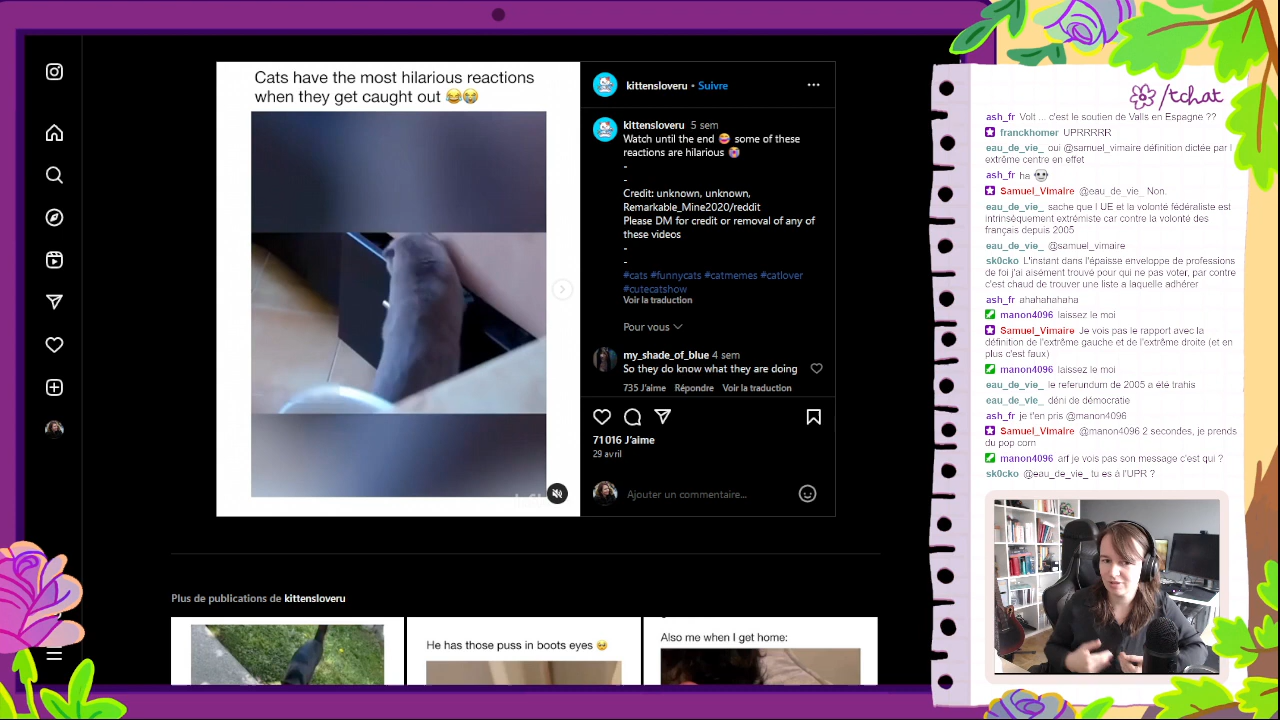 Cats have the most hilarious reactions
when they get caught out 😂😭
kittensloveru • Suivre
kittensloveru 5 sem
Watch until the end 😂 some of these
reactions are hilarious 😭
-
-
Credit: unknown, unknown,
Remarkable_Mine2020/reddit
Please DM for credit or removal of any of
these videos
-
-
#cats #funnycats #catmemes #catlover
#cutecatshow
Voir la traduction
Pour vous
my_shade_of_blue 4 sem
So they do know what they are doing
735 J'aime Répondre Voir la traduction
71 016 J'aime
29 avril
Ajouter un commentaire...
Plus de publications de kittensloveru
He has those puss in boots eyes 🥹
Also me when I get home:
/tchat
ash_fr Volt ... c'est le soutien de Valls en Espagne ??
franckhomer UPRRRRR
eau_de_vie_ oui @samuel_vimaire définition dictée par l
extrême centre en effet
ash_fr ha
Samuel_Vimaire @eau_de_vie_ Non.
eau_de_vie_ sache que l UE et la volonté fédéraliste est
intrinsèquement extrémiste car contre la volonté des
français depuis 2005
eau_de_vie_ @samuel_vimaire
sk0cko L'instant dans l'épaisse enveloppe de professions
de foi j'ai aisément trouvé pour qui ne pas voter, par contre
c'est chaud de trouver une liste a laquelle adhérer
ash_fr ahahahahaha
manon4096 laissez le moi
Samuel_Vimaire Je vois pas le rapport avec la
définition de l'extrême gauche et de l'extrême droite (et en
plus c'est faux)
manon4096 laissez le moi
eau_de_vie_ le referundum de 2005 a été trahis
eau_de_vie_ déni de démocratie
ash_fr je t'en pris @manon4096
Samuel_Vimaire @manon4096 2 secondes, je prends
du pop corn
manon4096 arf je vois pas son message c'est qui ?
sk0cko @eau_de_vie_ tu es à l'UPR ?